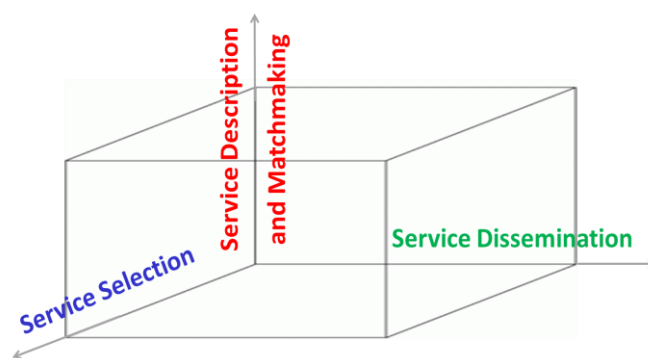 Service Description
and Matchmaking
Service Dissemination
Service Selection